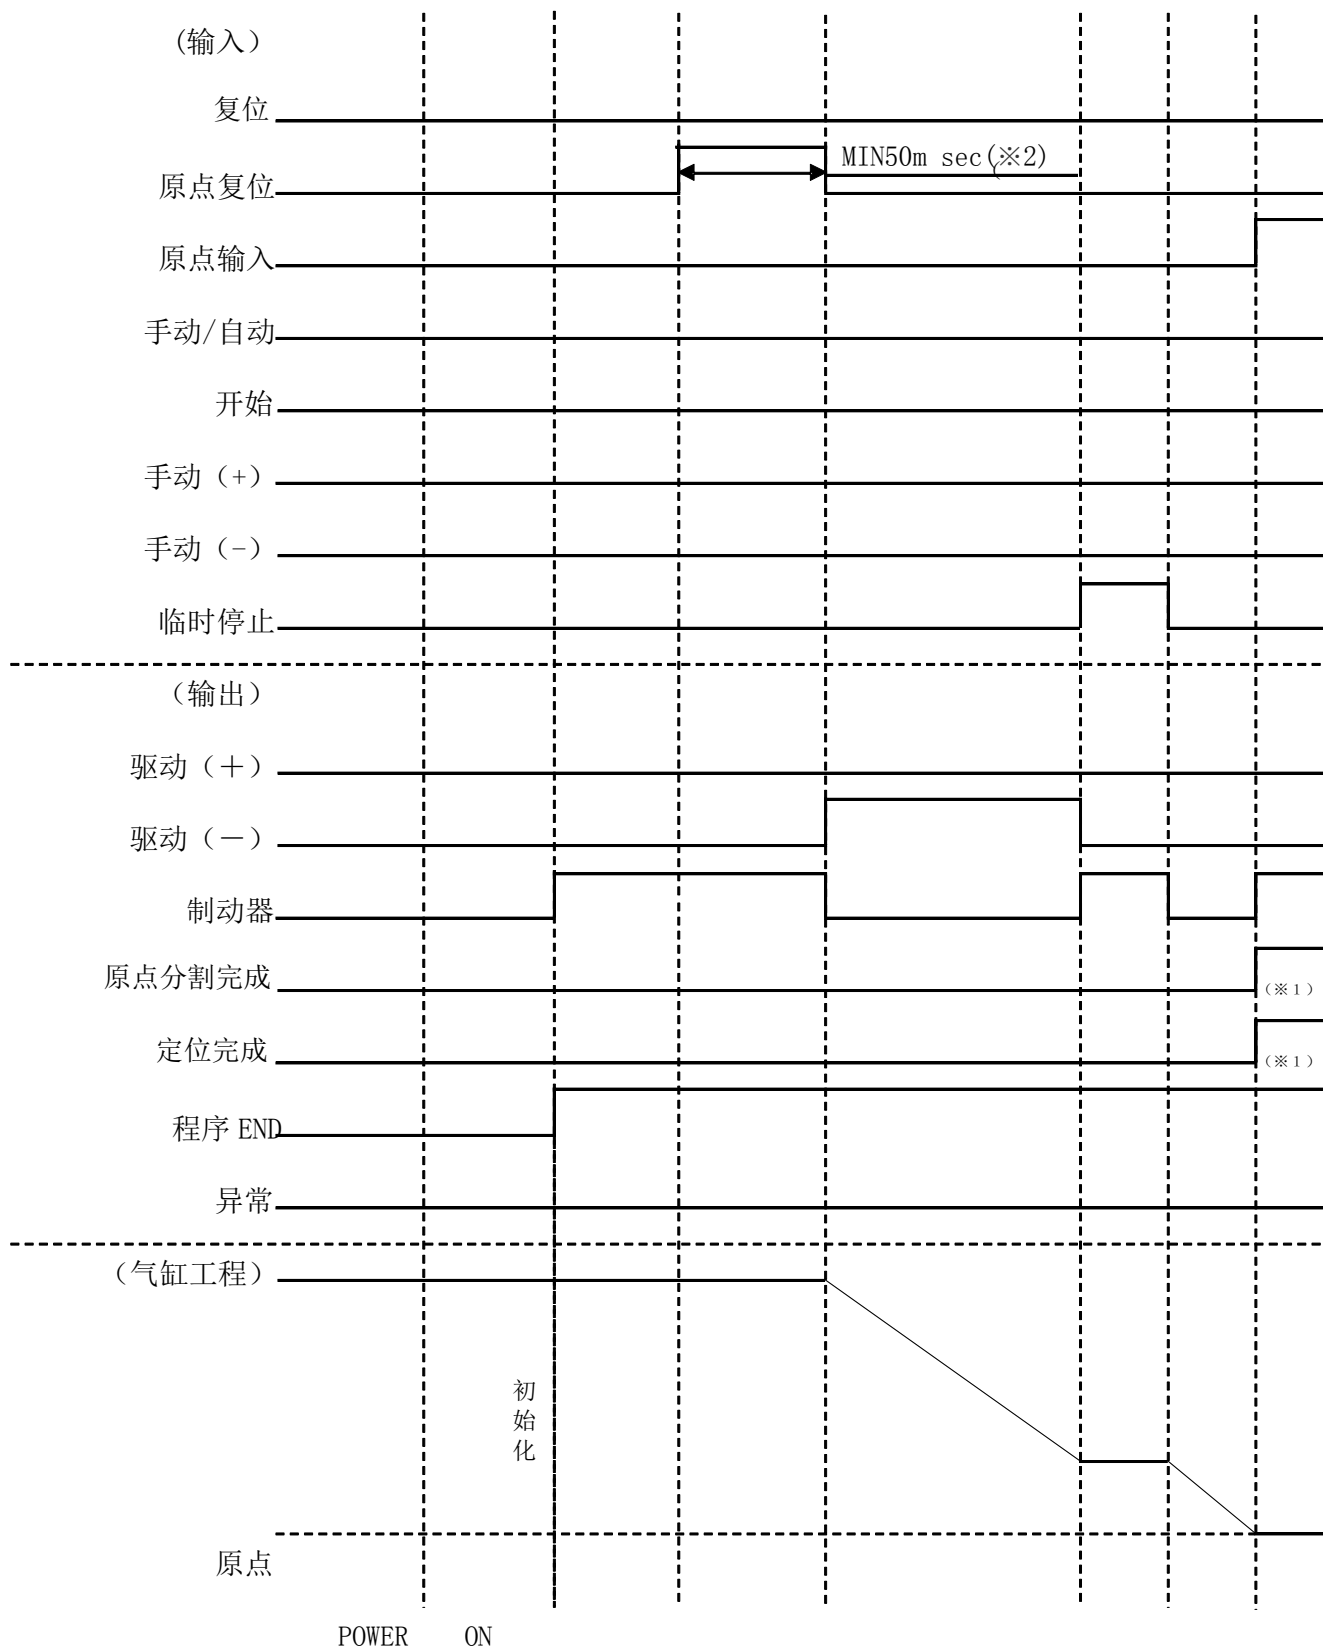 (输入）
复位
MIN50m sec(※2)
(
原点复位
原点输入
手动/自动
开始
手动（+）
手动（-）
临时停止
（输出）
驱动（＋）
驱动（－）
制动器
原点分割完成
（※１）
定位完成
（※１）
程序 END
异常
（气缸工程）
初
始
化
原点
POWER ON